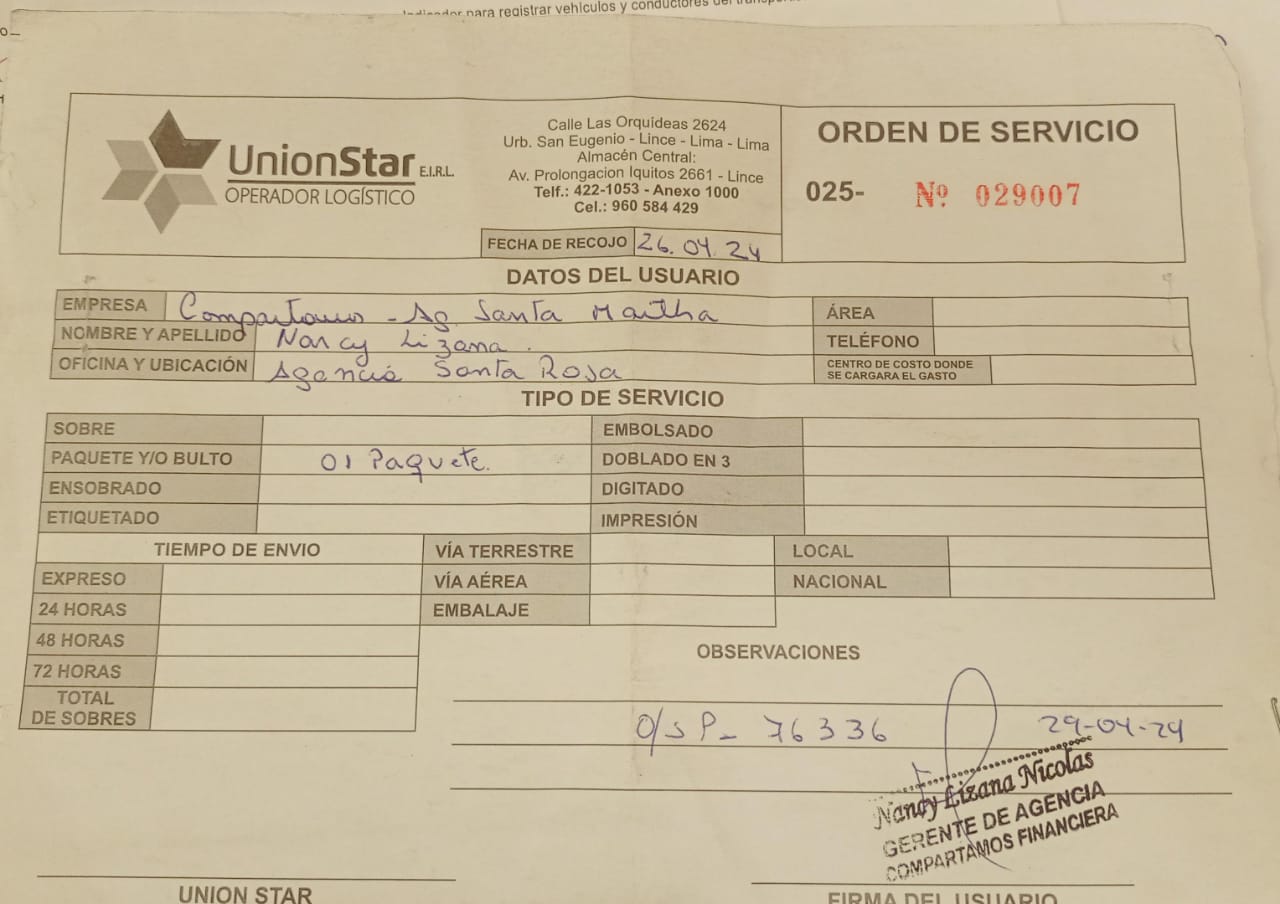 Indicador para registrar vehículos y conductores del
UnionStar E.I.R.L.
OPERADOR LOGÍSTICO
Calle Las Orquídeas 2624
Urb. San Eugenio - Lince - Lima - Lima
Almacén Central:
Av. Prolongacion Iquitos 2661 - Lince
Telf.: 422-1053 - Anexo 1000
Cel.: 960 584 429
ORDEN DE SERVICIO
025- Nº 029007
FECHA DE RECOJO 26.04.24
DATOS DEL USUARIO
EMPRESA Compartamos - Ag. Santa Martha
ÁREA
NOMBRE Y APELLIDO Nancy Lizana.
TELÉFONO
OFICINA Y UBICACIÓN Agencia Santa Rosa
CENTRO DE COSTO DONDE
SE CARGARA EL GASTO
TIPO DE SERVICIO
SOBRE
EMBOLSADO
PAQUETE Y/O BULTO 01 Paquete.
DOBLADO EN 3
ENSOBRADO
DIGITADO
ETIQUETADO
IMPRESIÓN
TIEMPO DE ENVIO
VÍA TERRESTRE
LOCAL
EXPRESO
VÍA AÉREA
NACIONAL
24 HORAS
EMBALAJE
48 HORAS
72 HORAS
TOTAL
DE SOBRES
OBSERVACIONES
O/S P- 76336
29-04-24
Nancy Lizana Nicolas
GERENTE DE AGENCIA
COMPARTAMOS FINANCIERA
UNION STAR
FIRMA DEL USUARIO